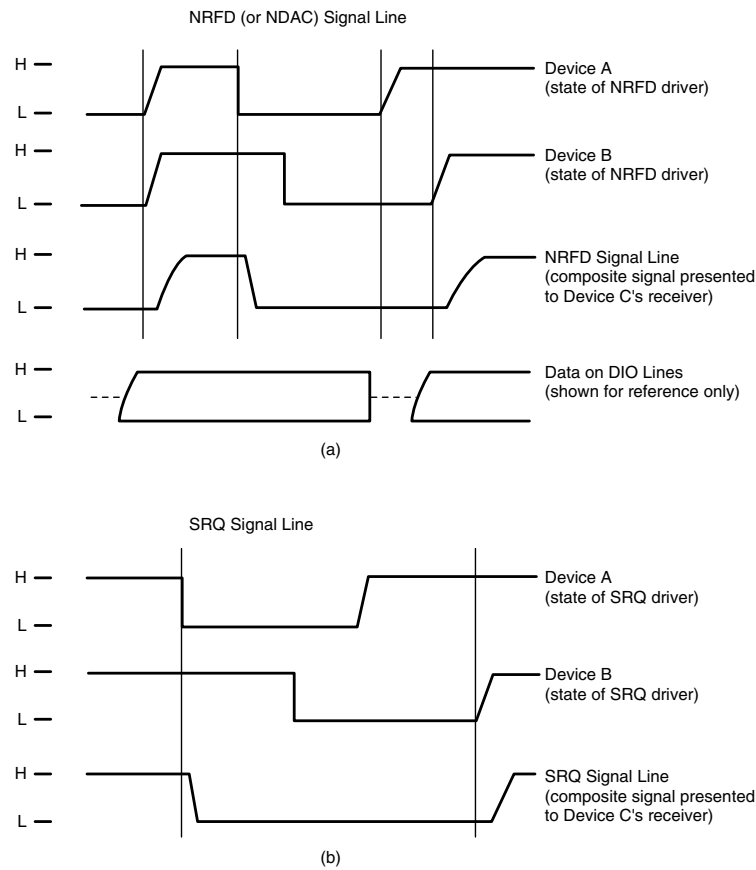 NRFD (or NDAC) Signal Line
H
Device A
(state of NRFD driver)
L
H
Device B
(state of NRFD driver)
L
H
NRFD Signal Line
(composite signal presented
to Device C's receiver)
L
H
Data on DIO Lines
(shown for reference only)
L
(a)
SRQ Signal Line
H
Device A
(state of SRQ driver)
L
H
Device B
(state of SRQ driver)
L
H
SRQ Signal Line
(composite signal presented
to Device C's receiver)
L
(b)